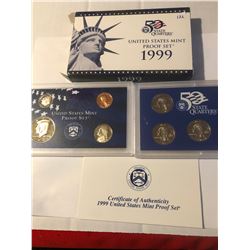 50
STATE
QUARTERS
UNITED STATES MINT
PROOF SET
1999
1999
UNITED STATES MINT
PROOF SET
50
STATE
QUARTERS
Certificate of Authenticity
1999 United States Mint Proof Set